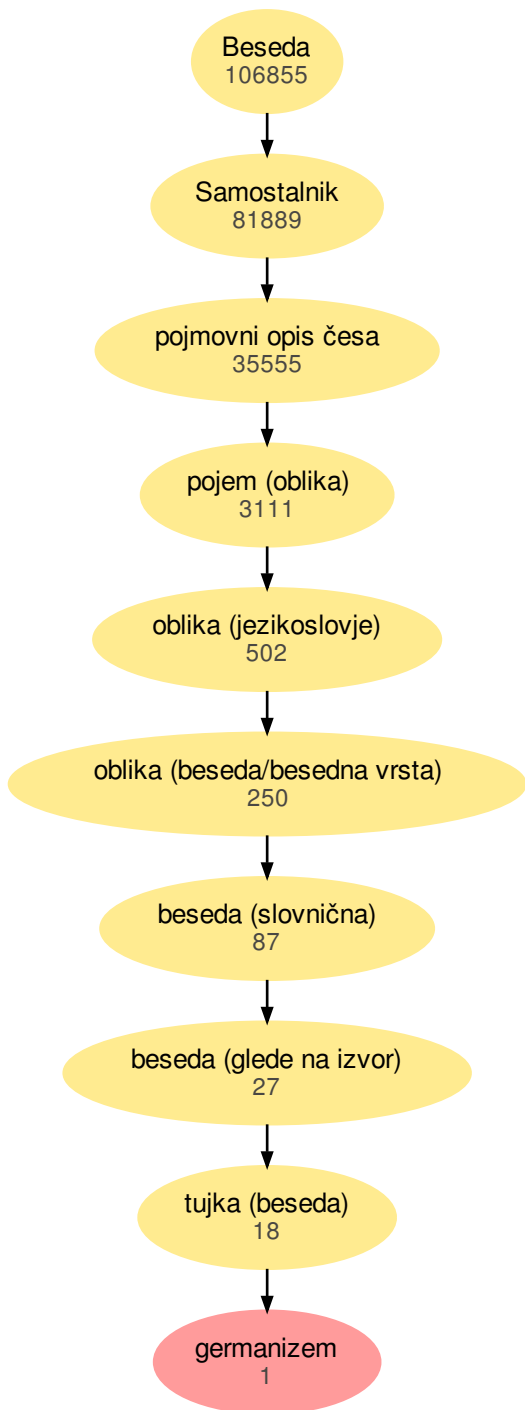 Beseda
106855
Samostalnik
81889
pojmovni opis česa
35555
pojem (oblika)
3111
oblika (jezikoslovje)
502
oblika (beseda/besedna vrsta)
250
beseda (slovnična)
87
beseda (glede na izvor)
27
tujka (beseda)
18
germanizem
1